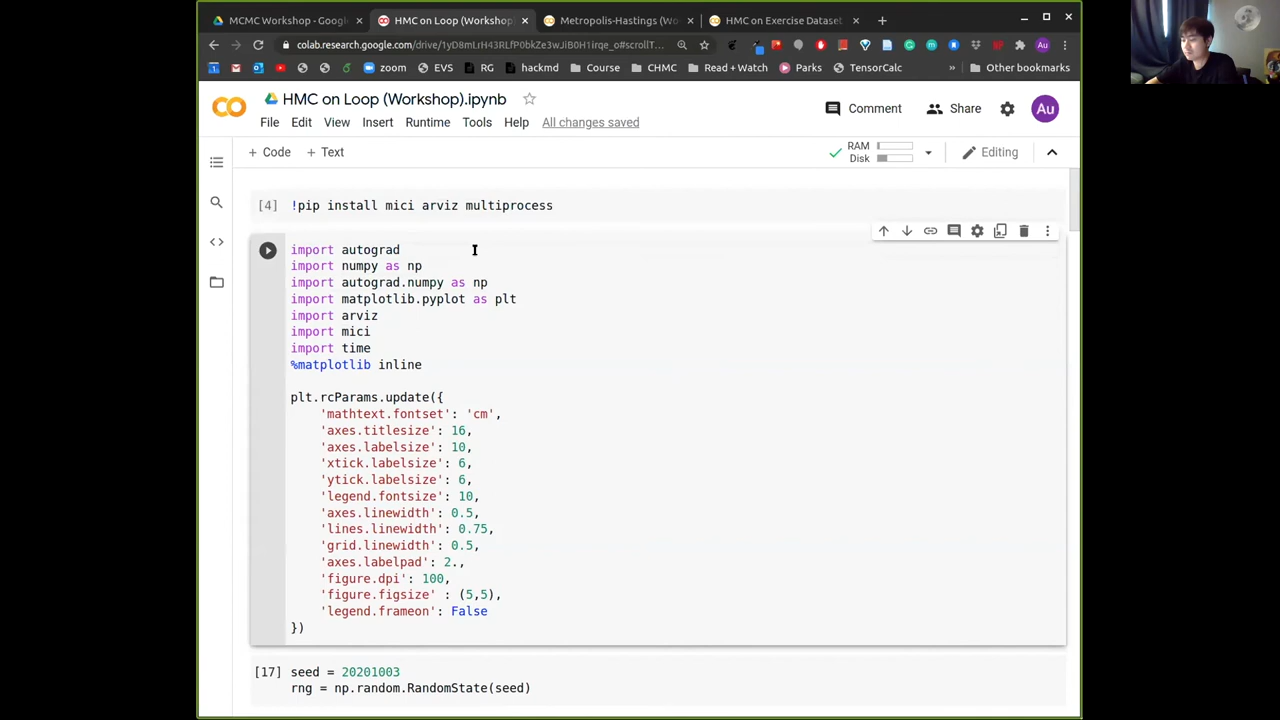 MCMC Workshop - Google
HMC on Loop (Workshop)
Metropolis-Hastings (Wo
HMC on Exercise Dataset
colab.research.google.com/drive/1yD8mLrH43RLfP0bkZe3wJiB0H1irqe_o#scrollT...
Au
zoom
EVS
RG
hackmd
Course
CHMC
Read + Watch
Parks
TensorCalc
»
Other bookmarks
HMC on Loop (Workshop).ipynb
Comment
Share
Au
File Edit View Insert Runtime Tools Help All changes saved
+ Code + Text
RAM
Disk
Editing
[4] !pip install mici arviz multiprocess
import autograd
import numpy as np
import autograd.numpy as np
import matplotlib.pyplot as plt
import arviz
import mici
import time
%matplotlib inline
plt.rcParams.update({
'mathtext.fontset': 'cm',
'axes.titlesize': 16,
'axes.labelsize': 10,
'xtick.labelsize': 6,
'ytick.labelsize': 6,
'legend.fontsize': 10,
'axes.linewidth': 0.5,
'lines.linewidth': 0.75,
'grid.linewidth': 0.5,
'axes.labelpad': 2.,
'figure.dpi': 100,
'figure.figsize' : (5,5),
'legend.frameon': False
})
[17] seed = 20201003
rng = np.random.RandomState(seed)